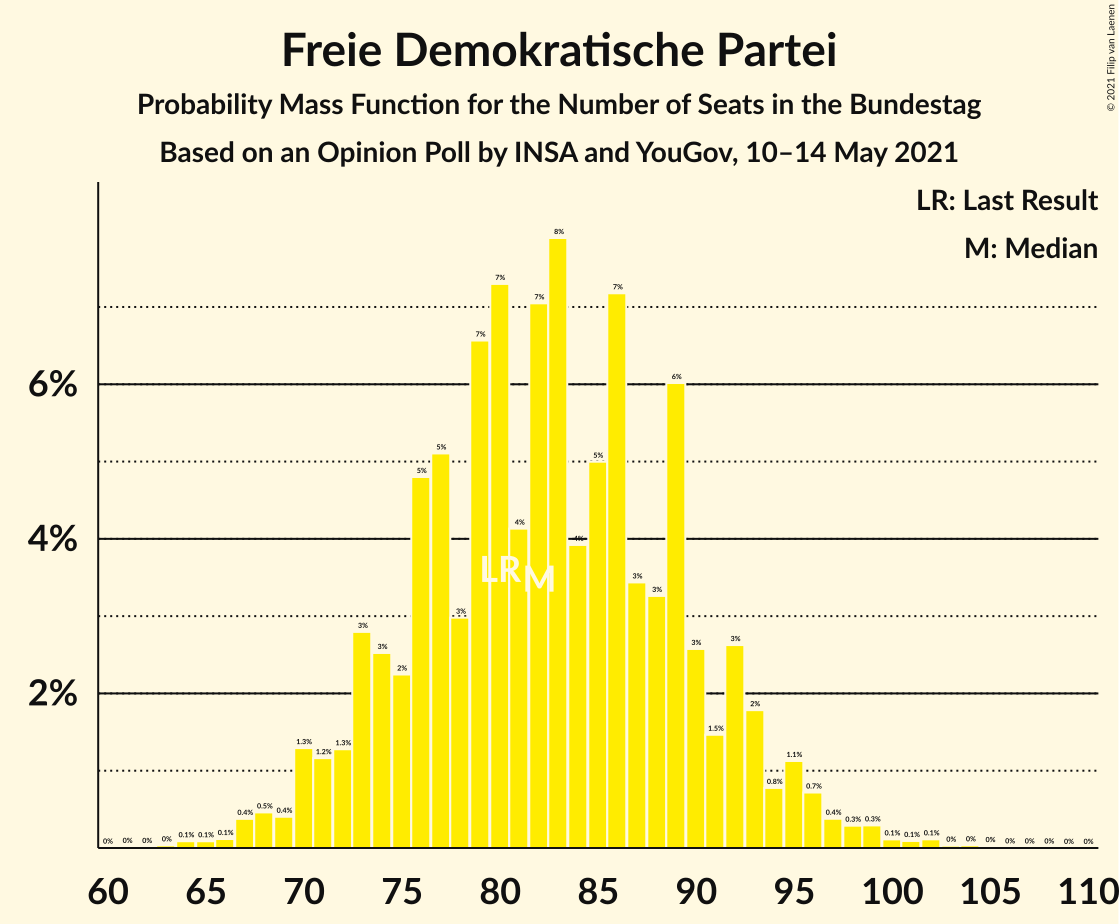 Freie Demokratische Partei
Probability Mass Function for the Number of Seats in the Bundestag
Based on an Opinion Poll by INSA and YouGov, 10–14 May 2021
© 2021 Filip van Laenen
LR: Last Result
M: Median
6%
4%
2%
0% 0% 0% 0% 0.1% 0.1% 0.1% 0.4% 0.5% 0.4% 1.3% 1.2% 1.3% 3% 3% 2% 5% 5% 3% 7% 7% 4% 7% 8% 4% 5% 7% 3% 3% 6% 3% 1.5% 3% 2% 0.8% 1.1% 0.7% 0.4% 0.3% 0.3% 0.1% 0.1% 0.1% 0% 0% 0% 0% 0% 0% 0% 0%
LR M
60 65 70 75 80 85 90 95 100 105 110